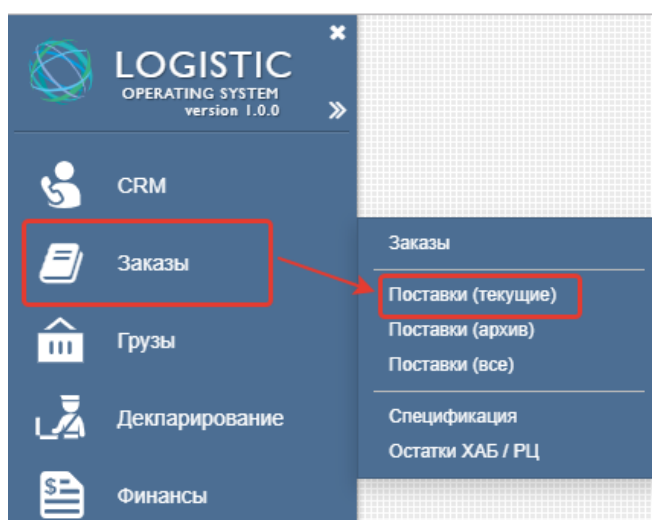 LOGISTIC
OPERATING SYSTEM
version 1.0.0
CRM
Заказы
Грузы
Декларирование
Финансы
Заказы
Поставки (текущие)
Поставки (архив)
Поставки (все)
Спецификация
Остатки ХАБ / РЦ